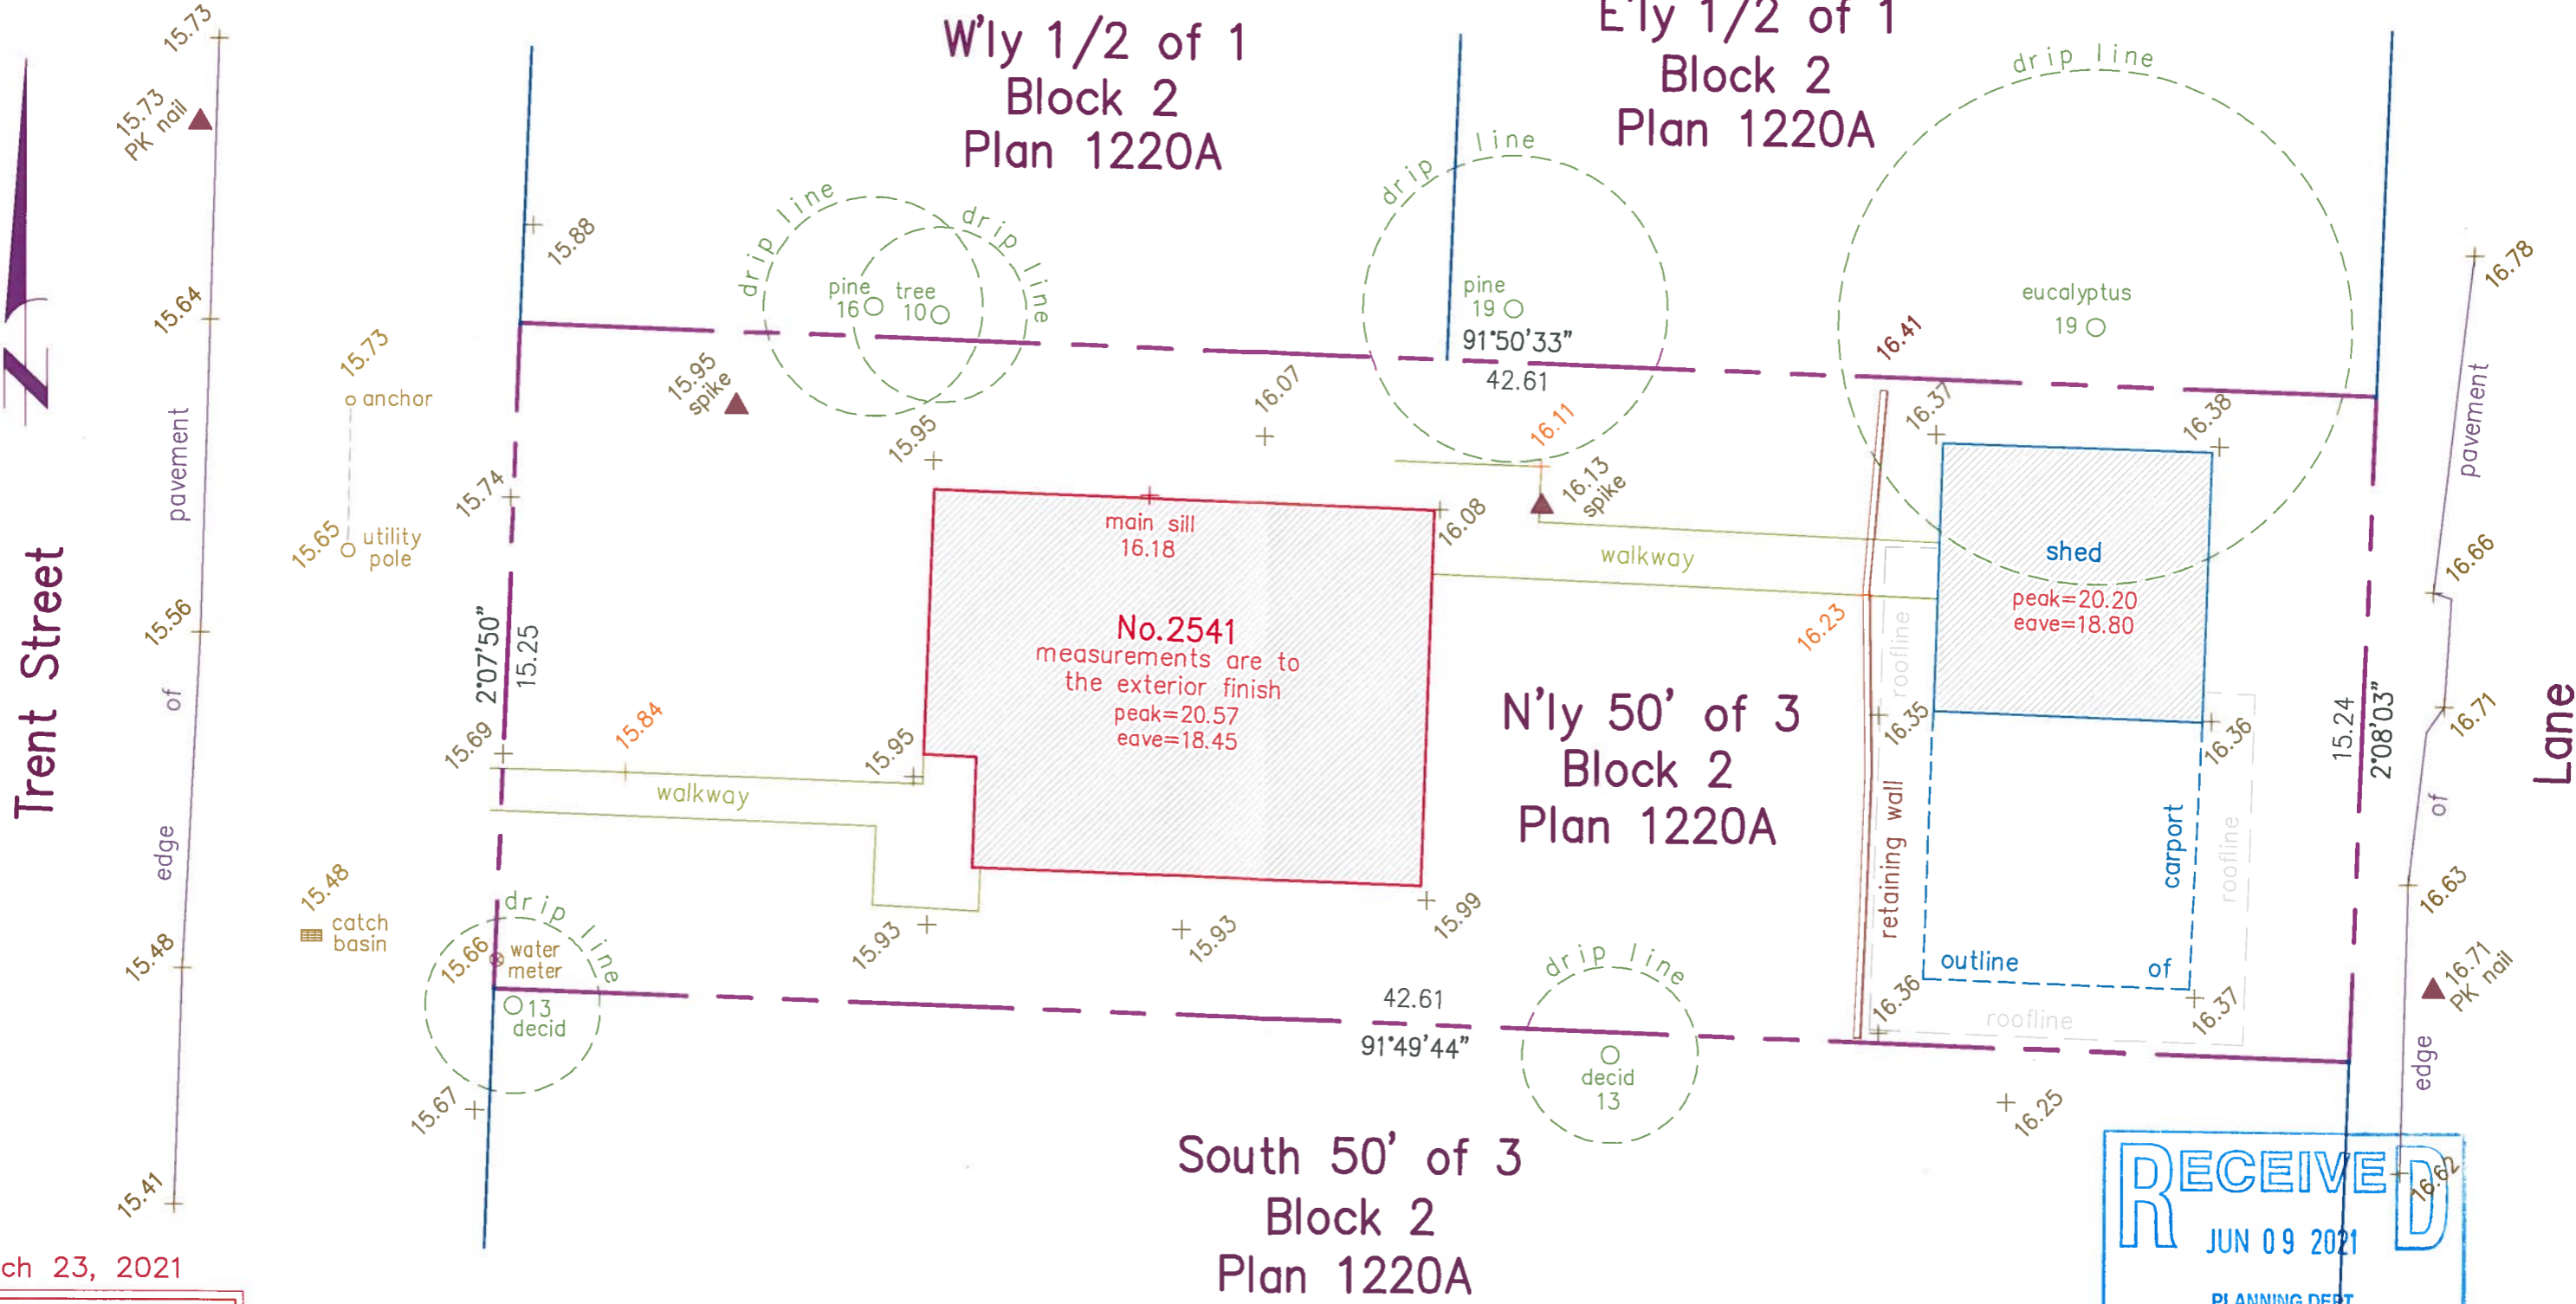 W'ly 1/2 of 1
Block 2
Plan 1220A
E'ly 1/2 of 1
Block 2
Plan 1220A
15.73
15.73
PK nail
15.64
15.56
15.48
15.41
edge of pavement
Trent Street
N
15.88
15.73
anchor
15.65
utility
pole
15.74
15.69
2°07'50"
15.25
15.48
catch
basin
15.66
water
meter
drip line
13
decid
15.67
drip line
drip line
pine
16
tree
10
15.95
spike
15.95
16.07
drip line
pine
19
91°50'33"
42.61
16.11
16.13
spike
16.08
drip line
eucalyptus
19
16.41
16.37
16.38
main sill
16.18
No.2541
measurements are to
the exterior finish
peak=20.57
eave=18.45
walkway
16.23
shed
peak=20.20
eave=18.80
roofline
16.35
16.36
15.84
walkway
15.95
N'ly 50' of 3
Block 2
Plan 1220A
retaining wall
outline of carport
roofline
roofline
16.36
16.37
15.93
15.93
15.99
drip line
decid
13
42.61
91°49'44"
16.25
15.24
2°08'03"
16.78
16.66
16.71
16.63
16.71
PK nail
16.62
edge of pavement
Lane
South 50' of 3
Block 2
Plan 1220A
ch 23, 2021
RECEIVED
JUN 09 2021
PLANNING DEPT